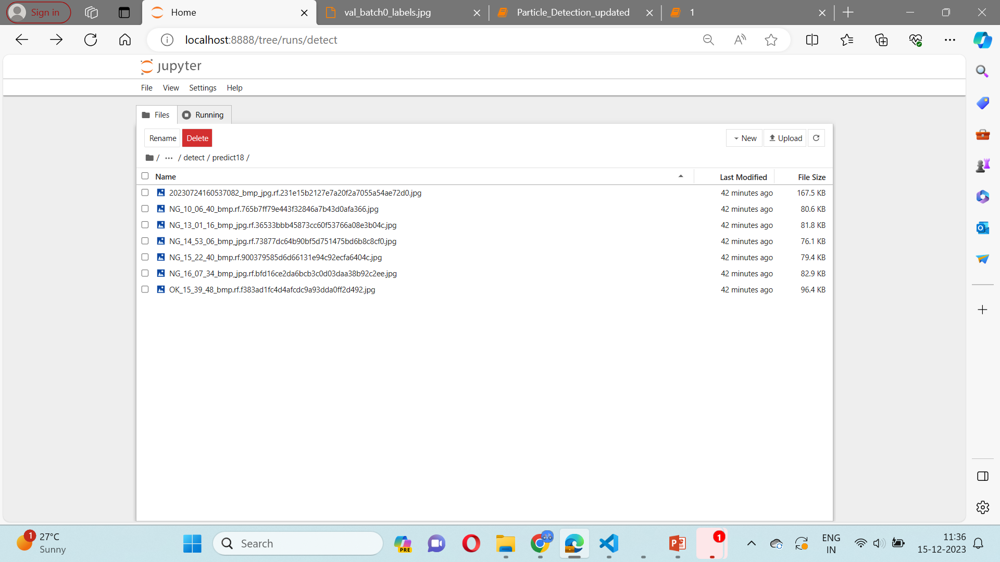 Sign in
Home
val_batch0_labels.jpg
Particle_Detection_updated
1
localhost:8888/tree/runs/detect
jupyter
File View Settings Help
Files Running
Rename Delete New Upload
/ ... / detect / predict18 /
Name Last Modified File Size
20230724160537082_bmp_jpg.rf.231e15b2127e7a20f2a7055a54ae72d0.jpg 42 minutes ago 167.5 KB
NG_10_06_40_bmp.rf.765b7ff79e443f32846a7b43d0afa366.jpg 42 minutes ago 80.6 KB
NG_13_01_16_bmp_jpg.rf.36533bbb45873cc60f53766a08e3b04c.jpg 42 minutes ago 81.8 KB
NG_14_53_06_bmp_jpg.rf.73877dc64b90bf5d751475bd6b8c8cf0.jpg 42 minutes ago 76.1 KB
NG_15_22_40_bmp.rf.900379585d6d66131e94c92ecfa6404c.jpg 42 minutes ago 79.4 KB
NG_16_07_34_bmp_jpg.rf.bfd16ce2da6bcb3c0d03daa38b92c2ee.jpg 42 minutes ago 82.9 KB
OK_15_39_48_bmp.rf.f383ad1fc4d4afcdc9a93dda0ff2d492.jpg 42 minutes ago 96.4 KB
1 27°C
Sunny
Search
PRE
1
ENG
IN
11:36
15-12-2023